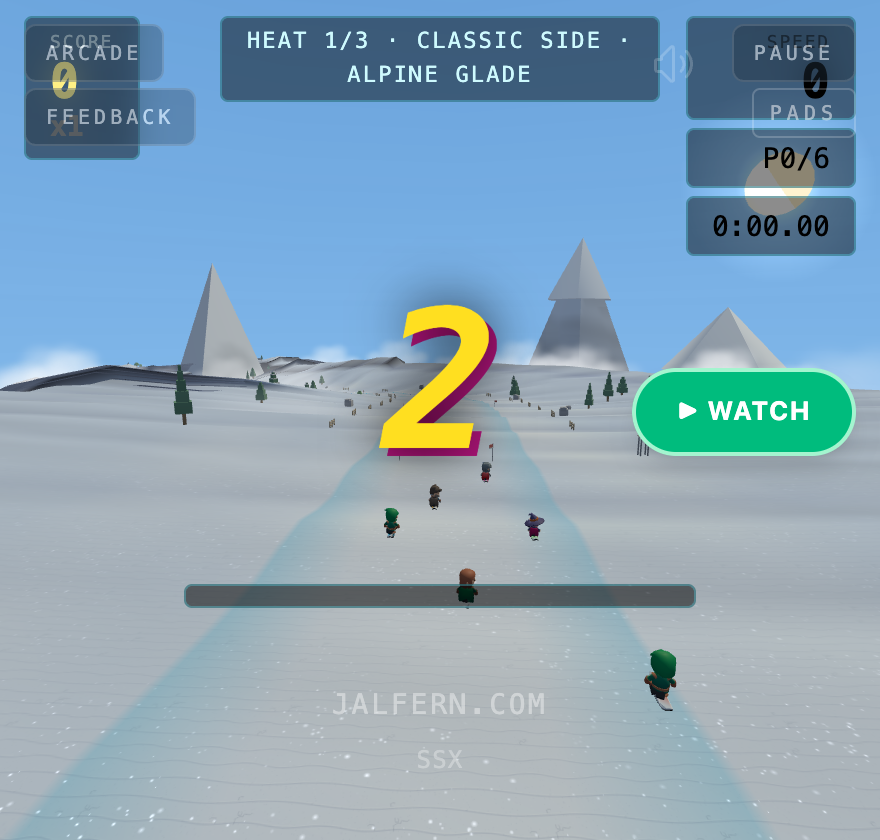 SCORE
ARCADE
0
x1
FEEDBACK
HEAT 1/3 · CLASSIC SIDE ·
ALPINE GLADE
SPEED
PAUSE
0
PADS
P0/6
0:00.00
2
WATCH
JALFERN.COM
SSX